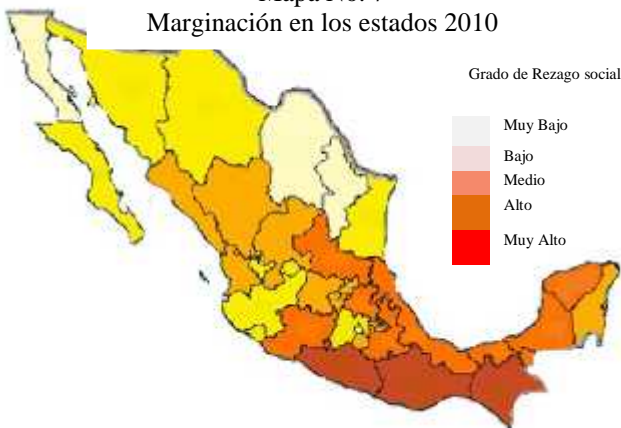 Marginación en los estados 2010
Grado de Rezago social
Muy Bajo
Bajo
Medio
Alto
Muy Alto